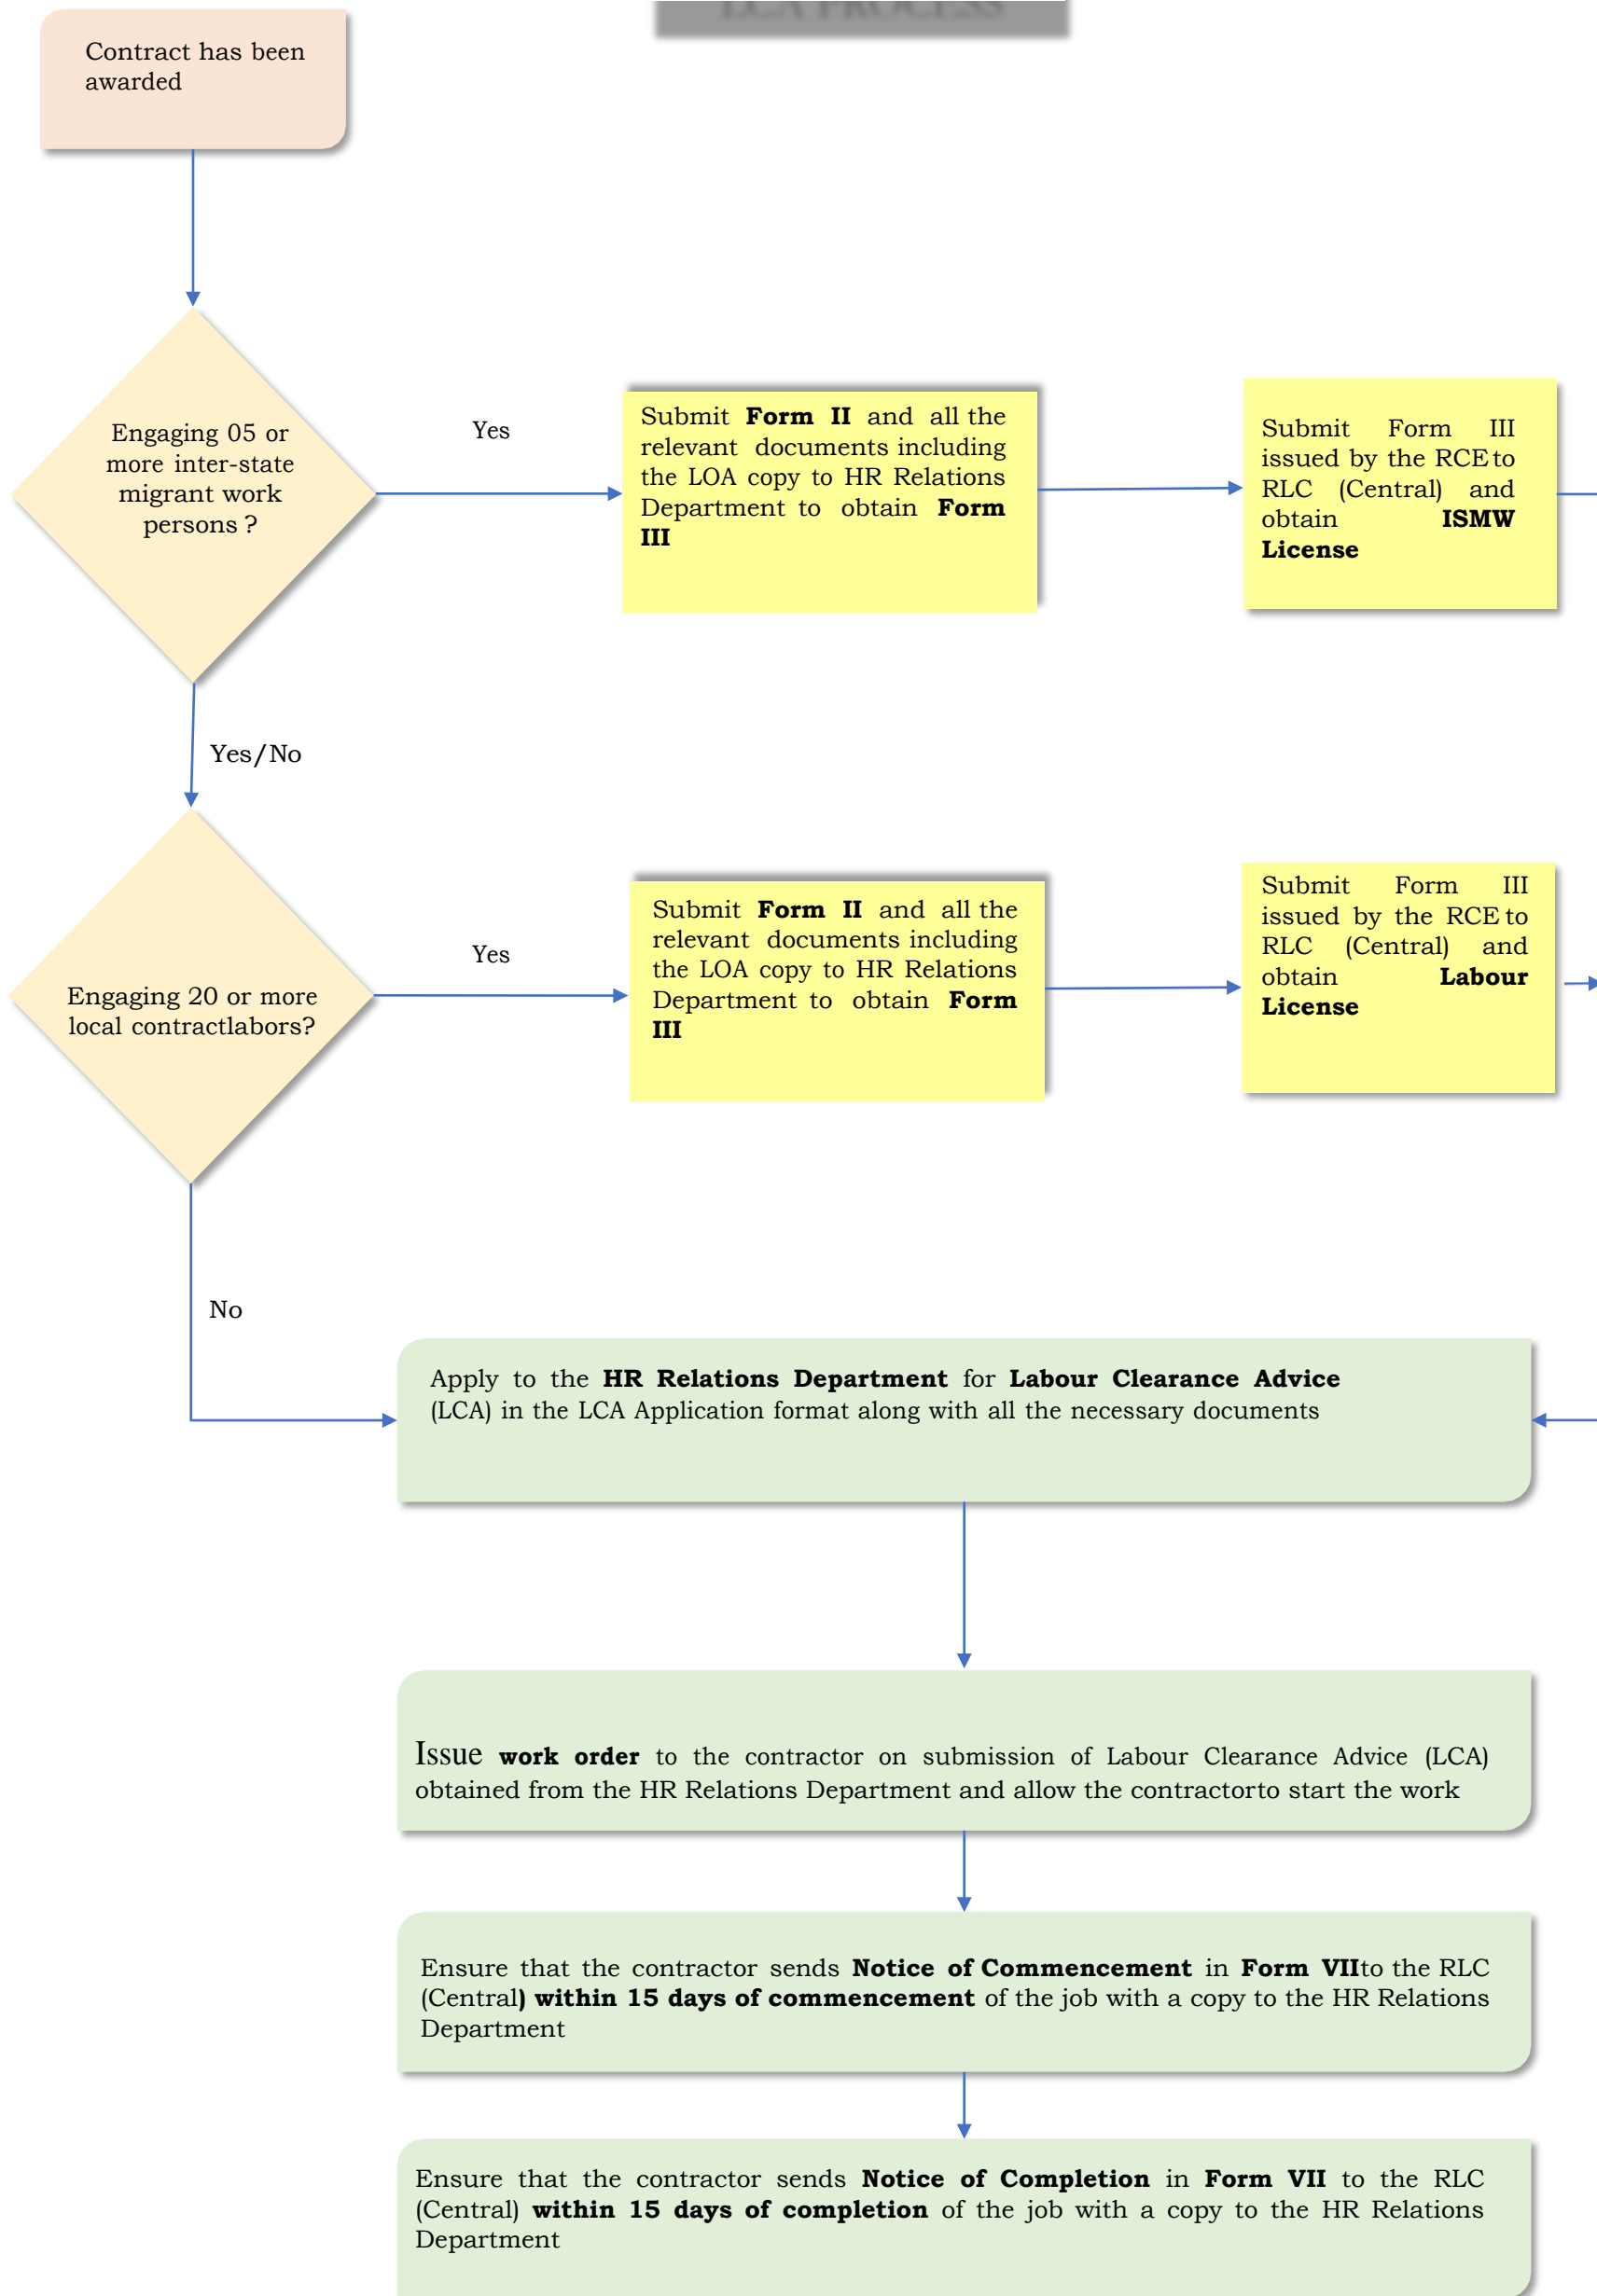 LCA PROCESS
Contract has been
awarded
Engaging 05 or
more inter-state
migrant work
persons ?
Yes
Submit Form II and all the
relevant documents including
the LOA copy to HR Relations
Department to obtain Form
III
Submit Form III
issued by the RCE to
RLC (Central) and
obtain ISMW
License
Yes/No
Engaging 20 or more
local contractlabors?
Yes
Submit Form II and all the
relevant documents including
the LOA copy to HR Relations
Department to obtain Form
III
Submit Form III
issued by the RCE to
RLC (Central) and
obtain Labour
License
No
Apply to the HR Relations Department for Labour Clearance Advice
(LCA) in the LCA Application format along with all the necessary documents
Issue work order to the contractor on submission of Labour Clearance Advice (LCA)
obtained from the HR Relations Department and allow the contractorto start the work
Ensure that the contractor sends Notice of Commencement in Form VIIto the RLC
(Central) within 15 days of commencement of the job with a copy to the HR Relations
Department
Ensure that the contractor sends Notice of Completion in Form VII to the RLC
(Central) within 15 days of completion of the job with a copy to the HR Relations
Department